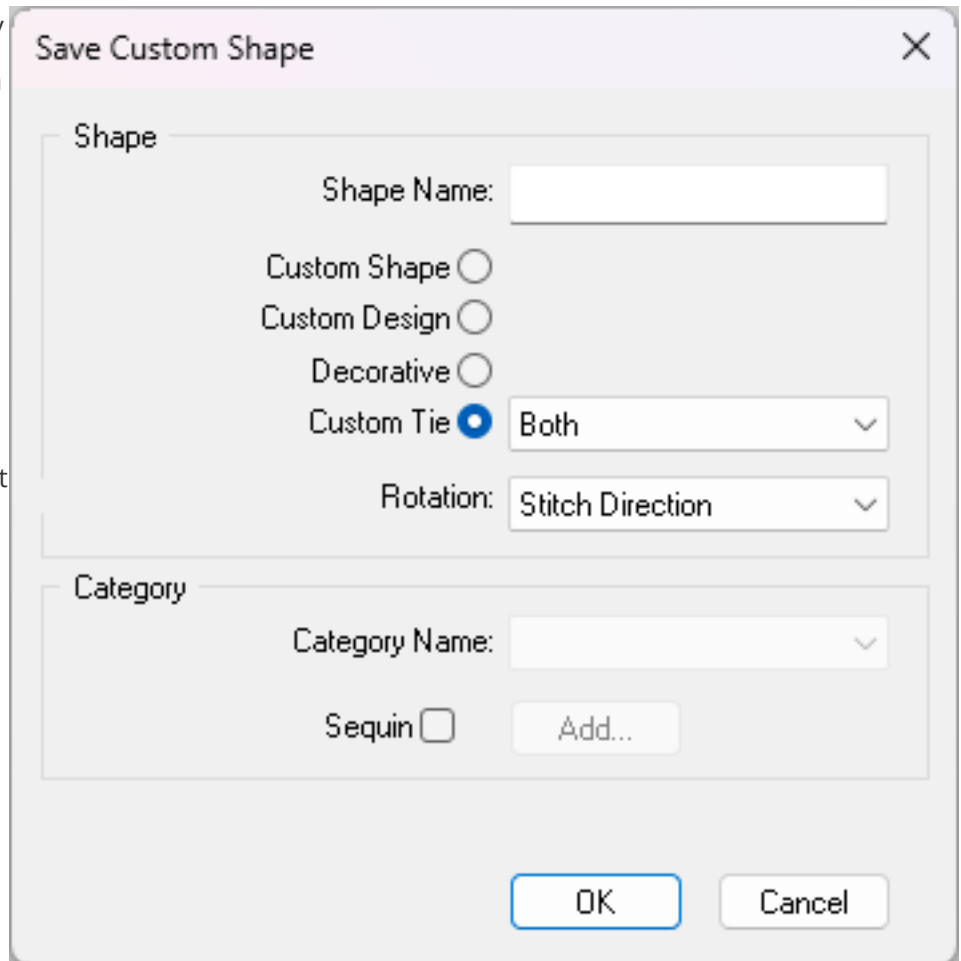 Save Custom Shape
Shape
Shape Name:
Custom Shape
Custom Design
Decorative
Custom Tie Both
Rotation: Stitch Direction
Category
Category Name:
Sequin Add...
OK Cancel